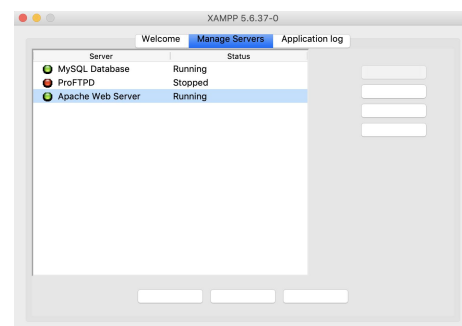 XAMPP 5.6.37-0
Welcome Manage Servers Application log
Server Status
MySQL Database Running
ProFTPD Stopped
Apache Web Server Running